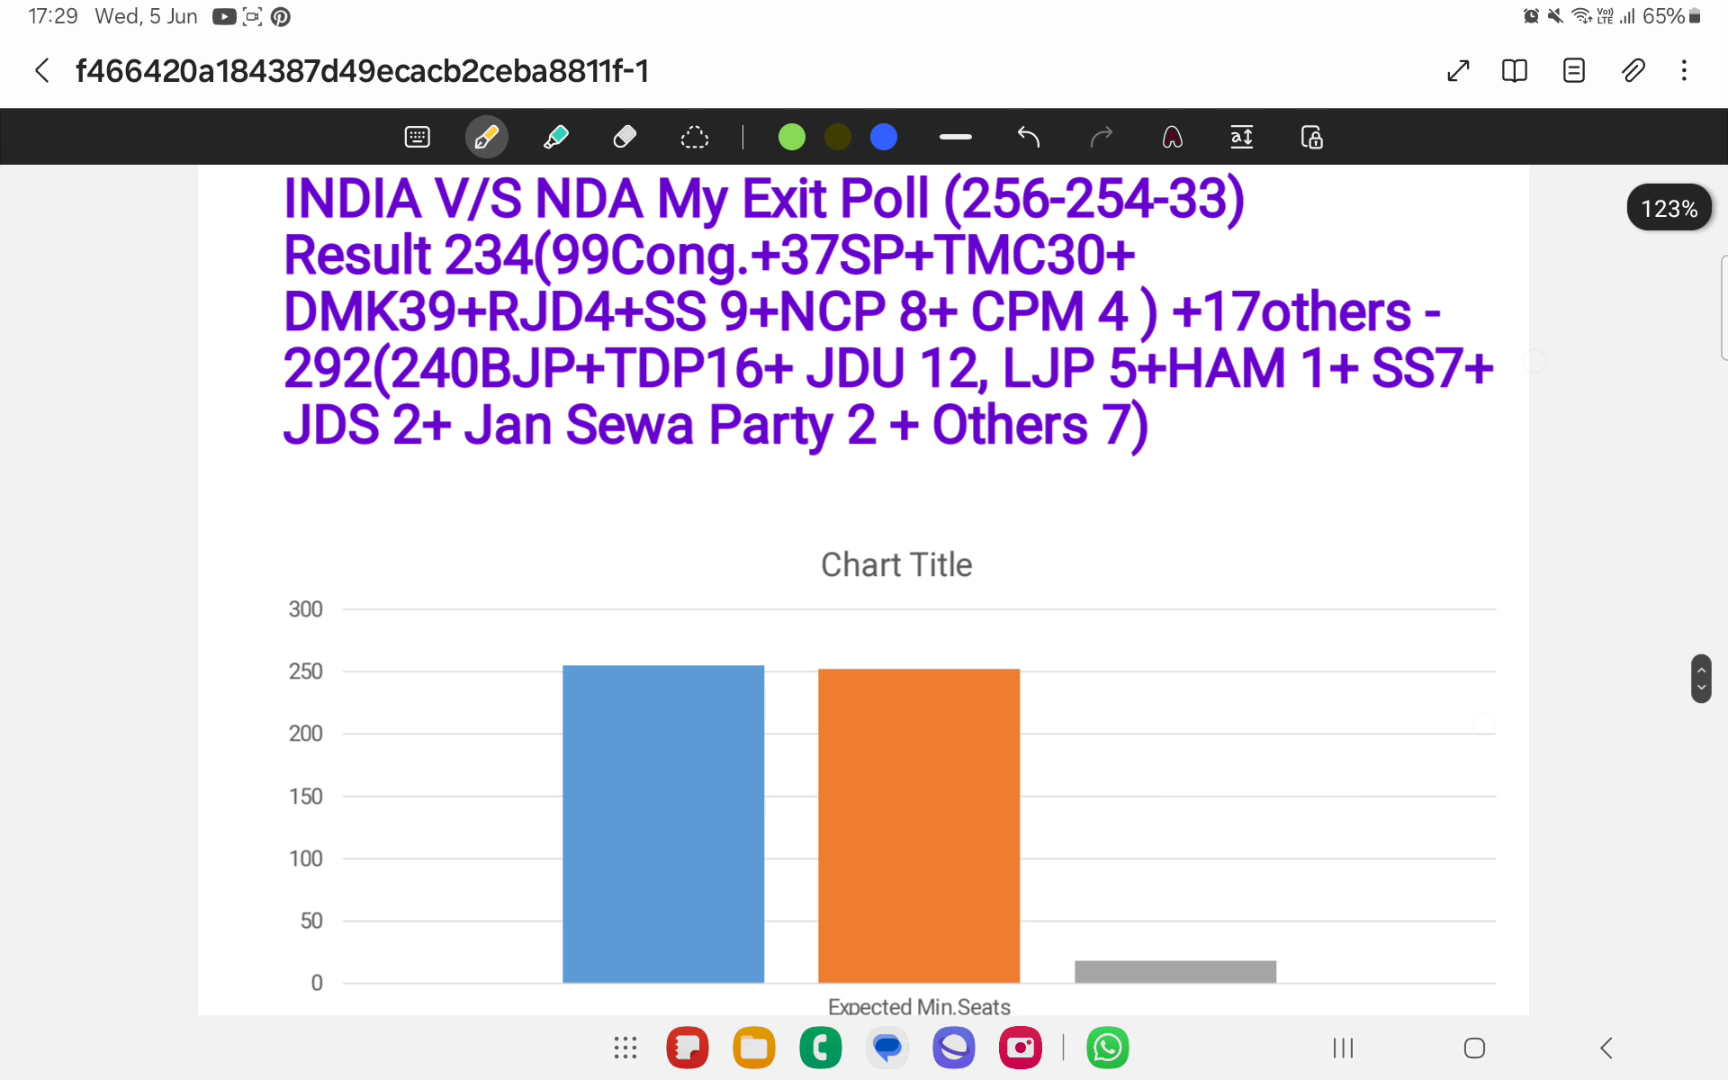 17:29 Wed, 5 Jun
Vo)) LTE 65%
f466420a184387d49ecacb2ceba8811f-1
123%
INDIA V/S NDA My Exit Poll (256-254-33)
Result 234(99Cong.+37SP+TMC30+
DMK39+RJD4+SS 9+NCP 8+ CPM 4 ) +17others -
292(240BJP+TDP16+ JDU 12, LJP 5+HAM 1+ SS7+
JDS 2+ Jan Sewa Party 2 + Others 7)
Chart Title
300
250
200
150
100
50
0
Expected Min.Seats